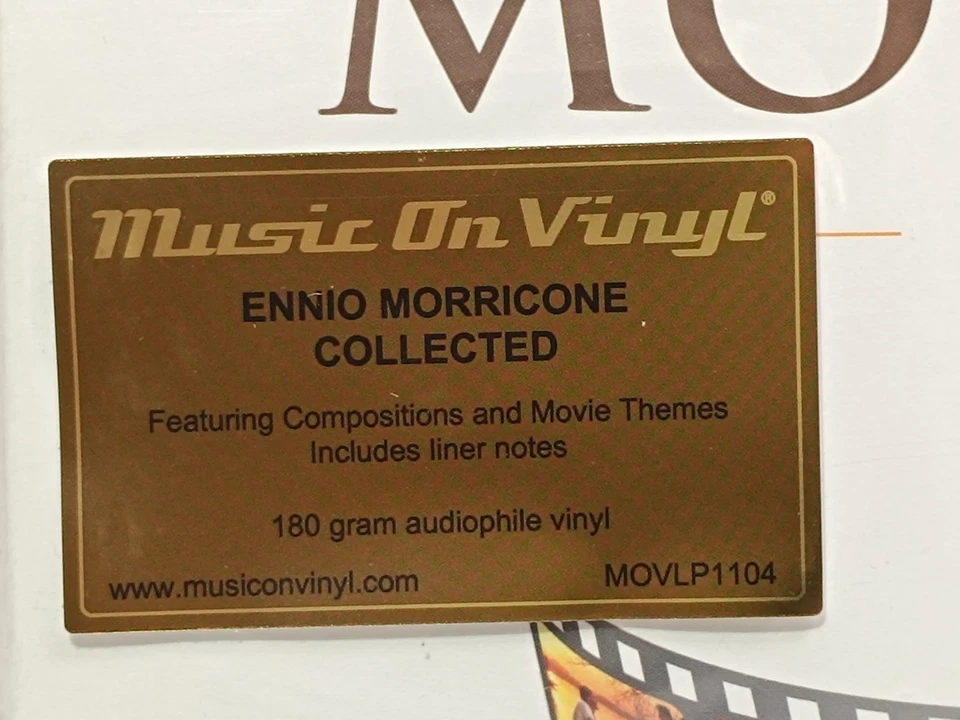 MO
Music On Vinyl®
ENNIO MORRICONE
COLLECTED
Featuring Compositions and Movie Themes
Includes liner notes
180 gram audiophile vinyl
www.musiconvinyl.com MOVLP1104